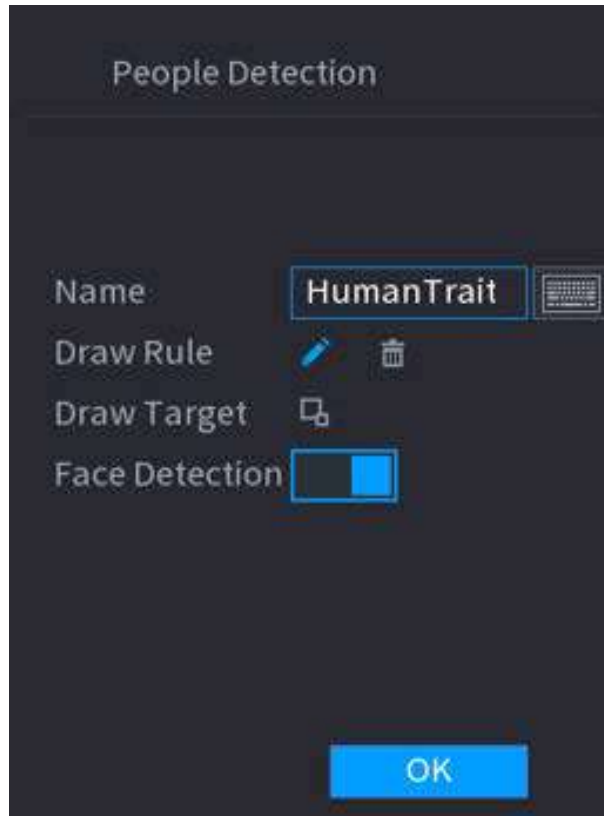 People Detection
Name HumanTrait
Draw Rule
Draw Target
Face Detection
OK